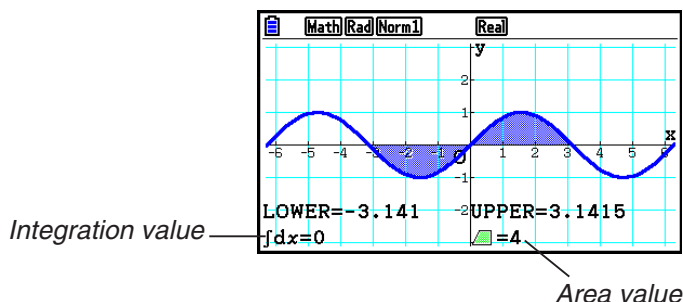 Math Rad Norm1 Real
y
2
1
-6 -5 -4 -3 -2 -1 O 1 2 3 4 5 6 x
-1
LOWER=-3.141 -2 UPPER=3.1415
Integration value ∫dx=0 =4
Area value